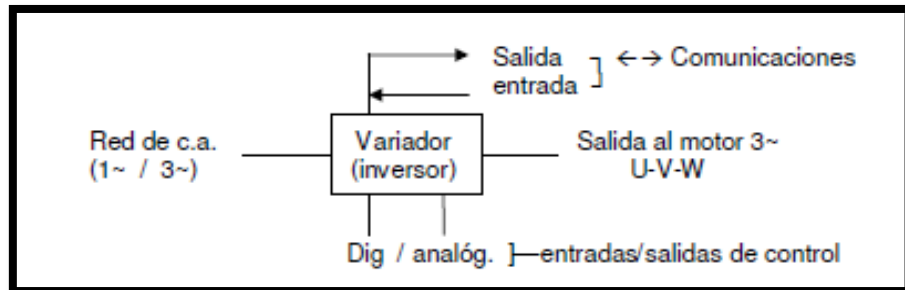 Salida
entrada
←→ Comunicaciones
Red de c.a.
(1~ / 3~)
Variador
(inversor)
Salida al motor 3~
U-V-W
Dig / analóg. ]—entradas/salidas de control